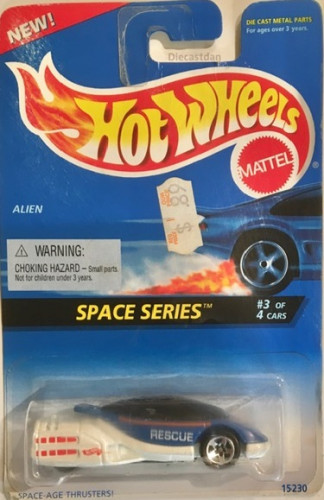 NEW!
Diecastdan
DIE CAST METAL PARTS
For ages over 3 years.
HOT WHEELS
MATTEL
®
ALIEN
⚠ WARNING:
CHOKING HAZARD – Small parts.
Not for children under 3 years.
SPACE SERIES™
#3 OF
4 CARS
RESCUE
SPACE-AGE THRUSTERS!
15230